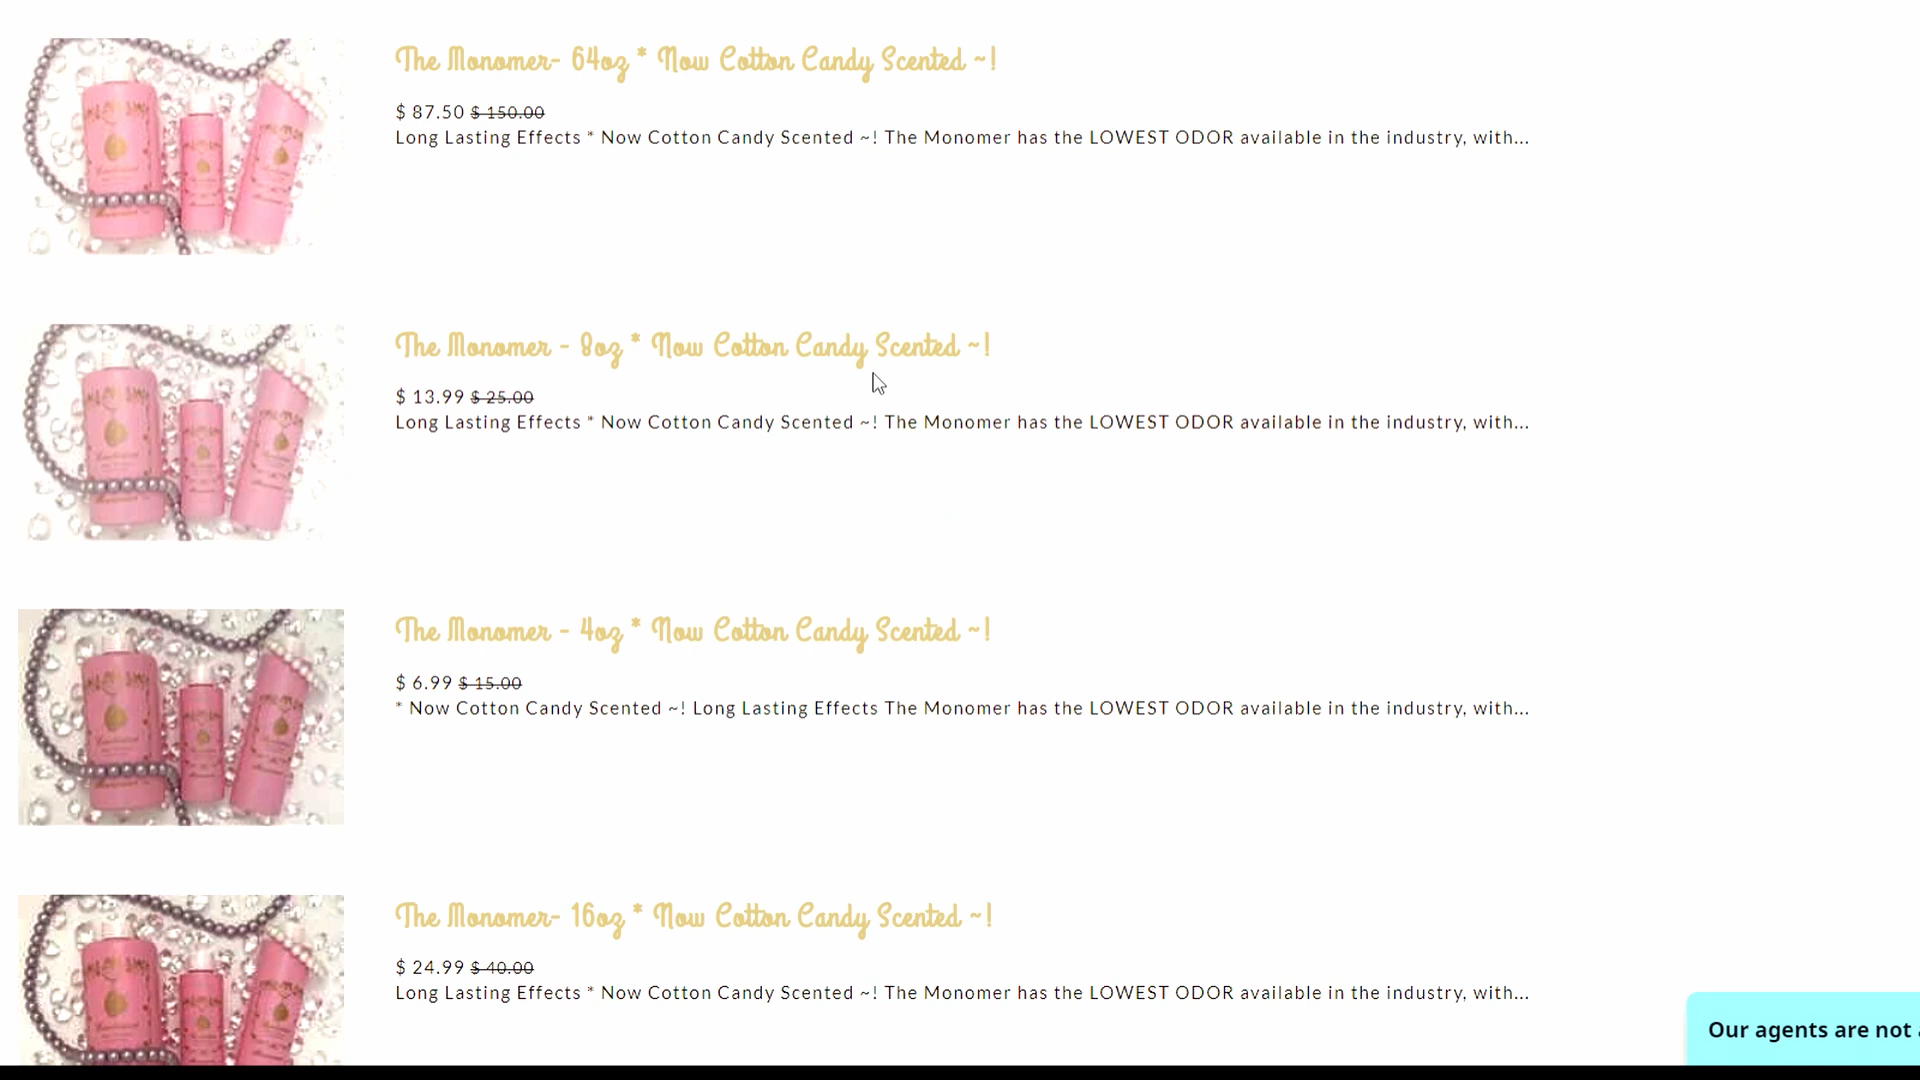 The Monomer- 64oz * Now Cotton Candy Scented ~!
$ 87.50 $ 150.00
Long Lasting Effects * Now Cotton Candy Scented ~! The Monomer has the LOWEST ODOR available in the industry, with...
The Monomer - 8oz * Now Cotton Candy Scented ~!
$ 13.99 $ 25.00
Long Lasting Effects * Now Cotton Candy Scented ~! The Monomer has the LOWEST ODOR available in the industry, with...
The Monomer - 4oz * Now Cotton Candy Scented ~!
$ 6.99 $ 15.00
* Now Cotton Candy Scented ~! Long Lasting Effects The Monomer has the LOWEST ODOR available in the industry, with...
The Monomer- 16oz * Now Cotton Candy Scented ~!
$ 24.99 $ 40.00
Long Lasting Effects * Now Cotton Candy Scented ~! The Monomer has the LOWEST ODOR available in the industry, with...
Our agents are not